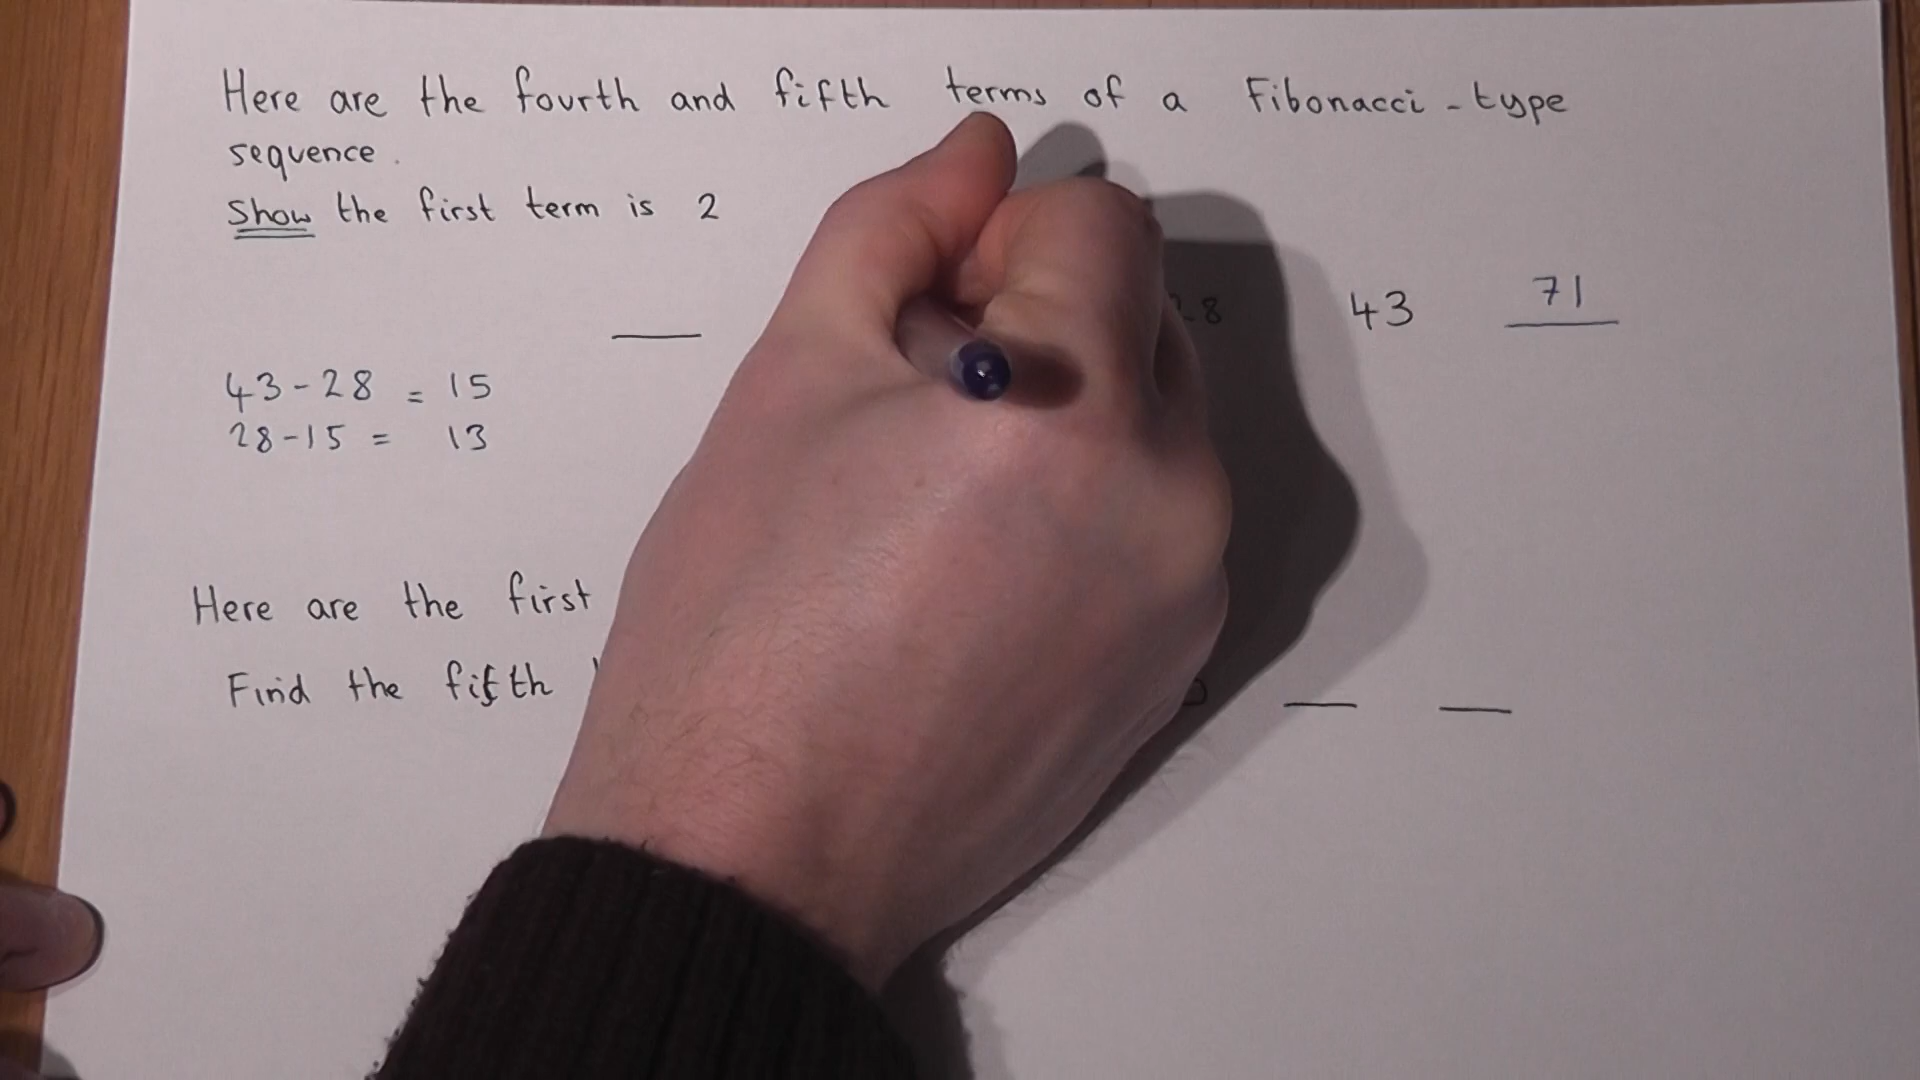 Here are the fourth and fifth terms of a Fibonacci-type
sequence.
Show the first term is 2
28 43 71
43-28 = 15
28-15 = 13
Here are the first
Find the fifth